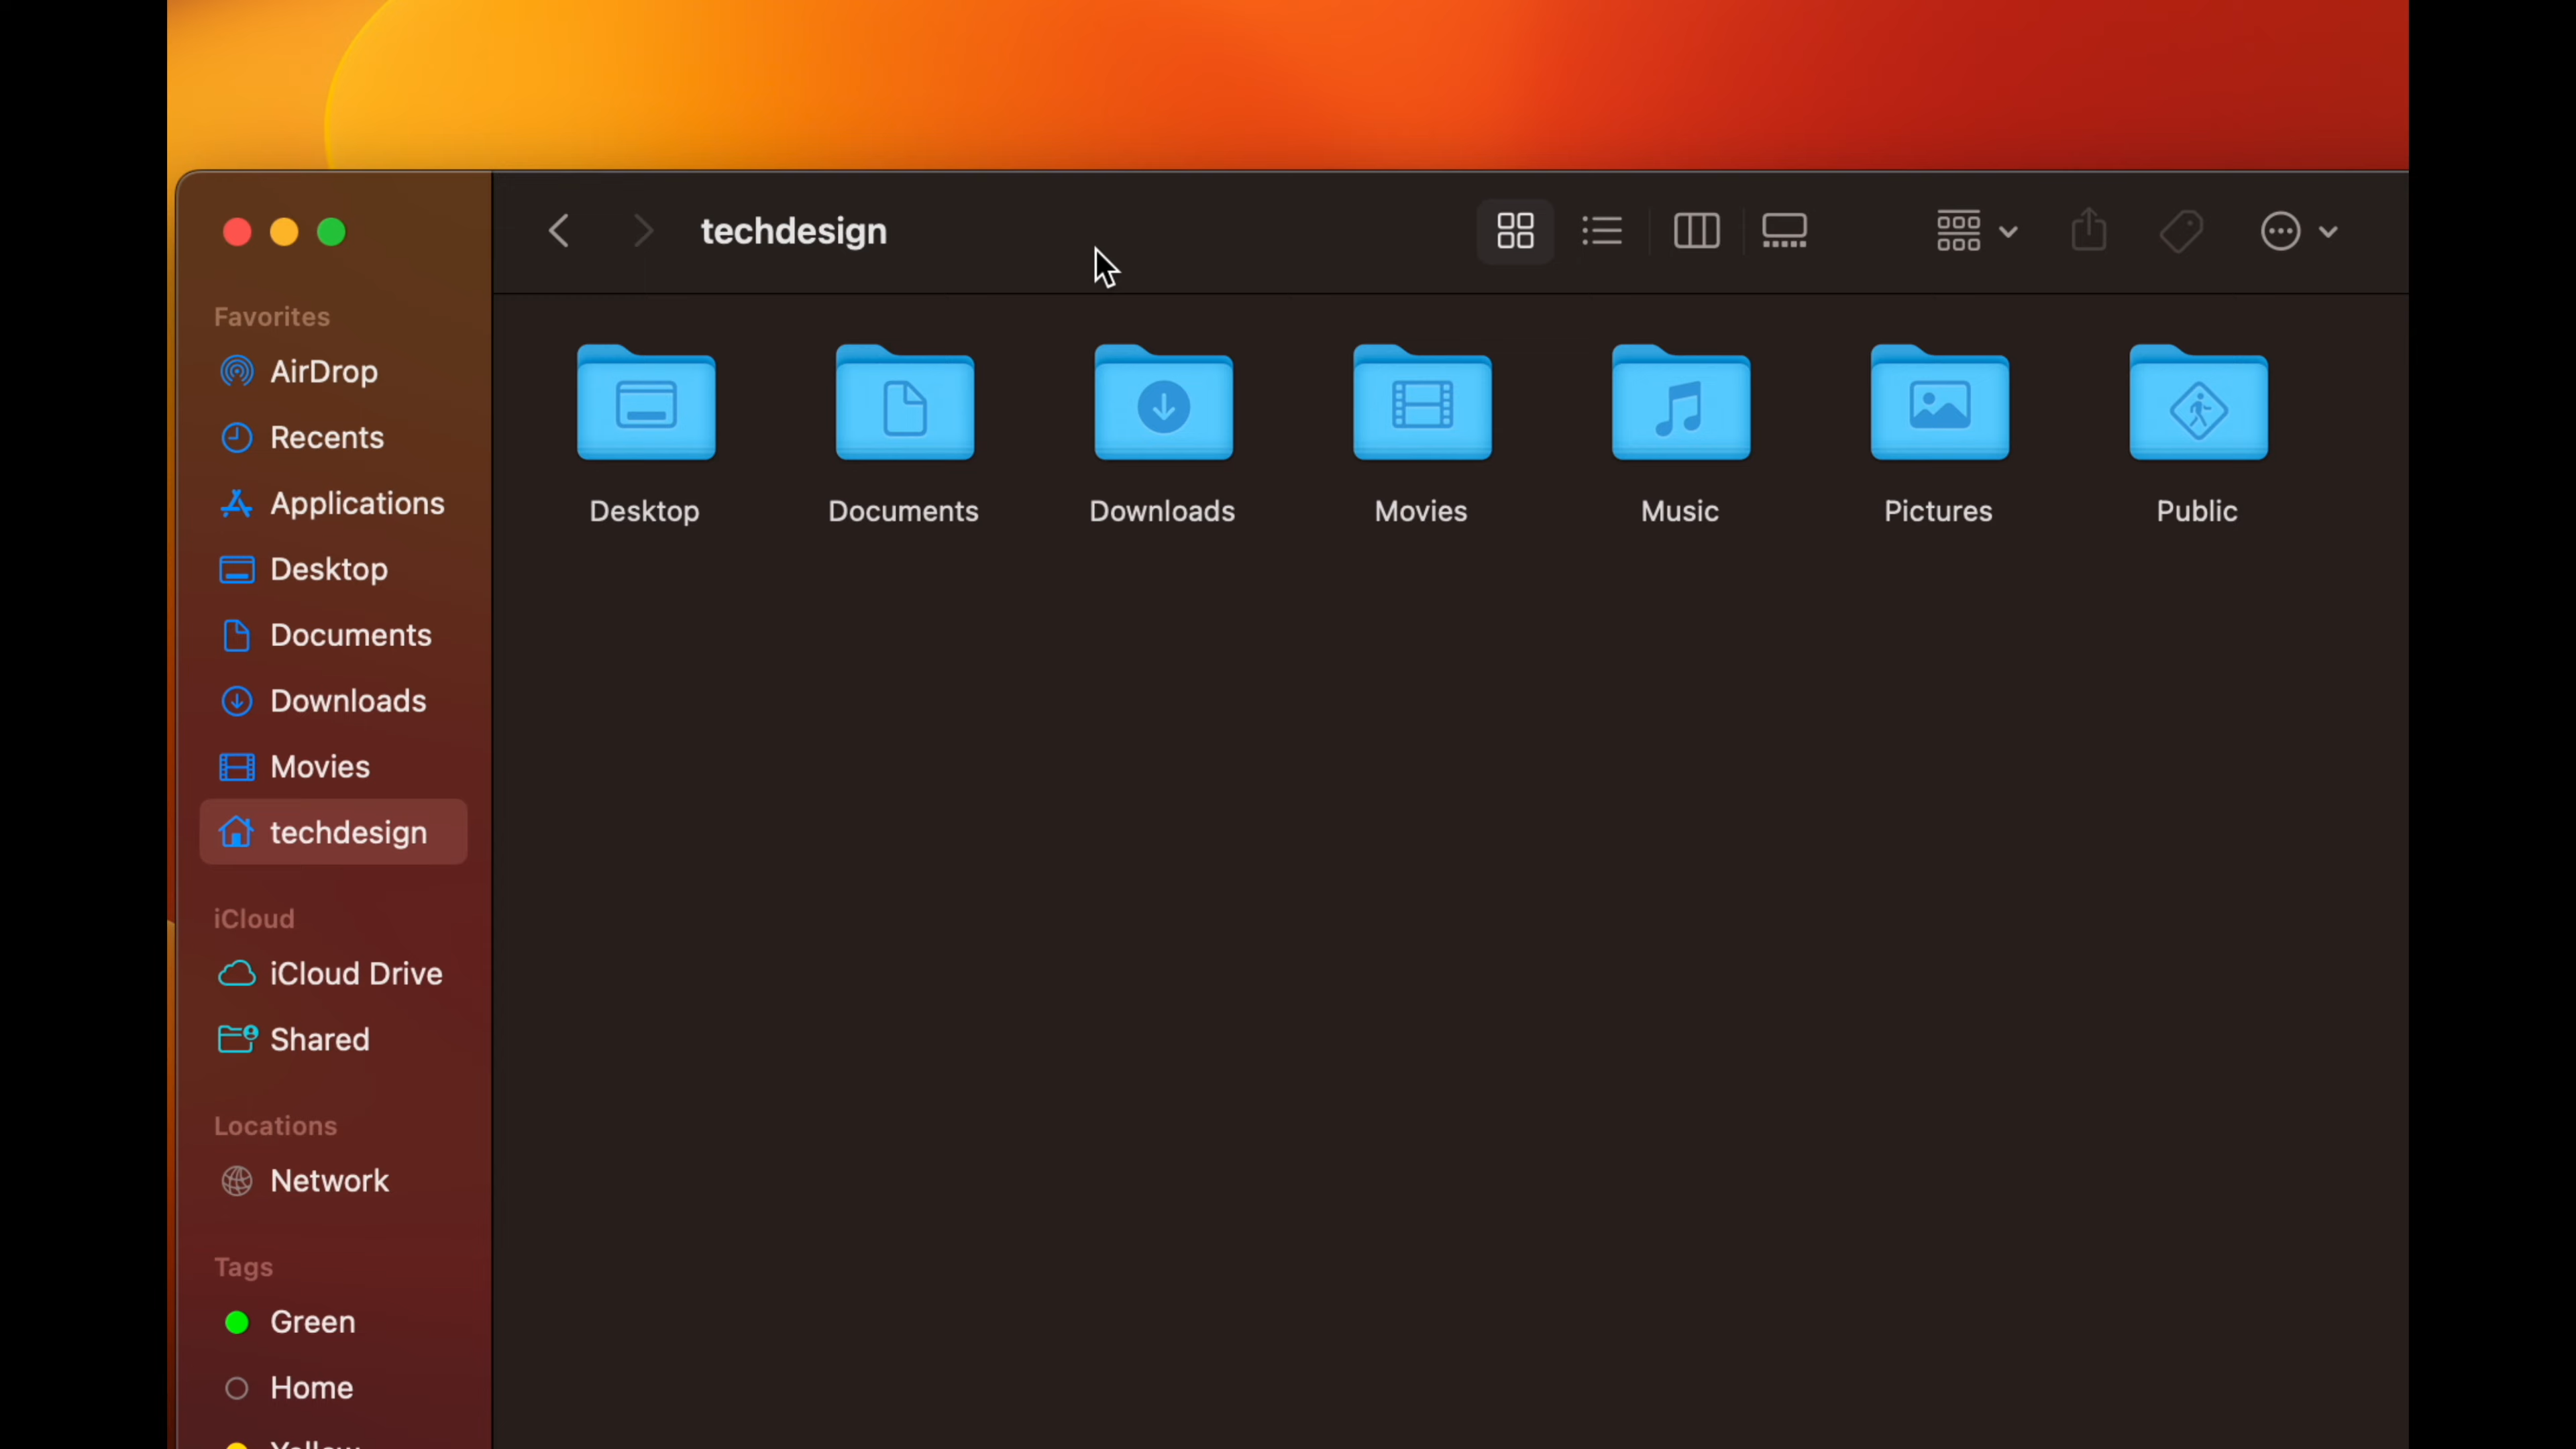 techdesign
Favorites
AirDrop
Recents
Applications
Desktop
Documents
Downloads
Movies
techdesign
iCloud
iCloud Drive
Shared
Locations
Network
Tags
Green
Home
Yellow
Desktop
Documents
Downloads
Movies
Music
Pictures
Public